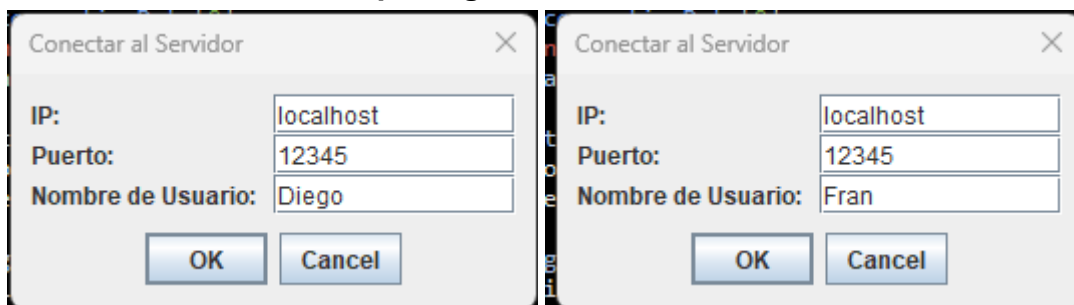 Conectar al Servidor
IP: localhost
Puerto: 12345
Nombre de Usuario: Diego
OK Cancel
Conectar al Servidor
IP: localhost
Puerto: 12345
Nombre de Usuario: Fran
OK Cancel